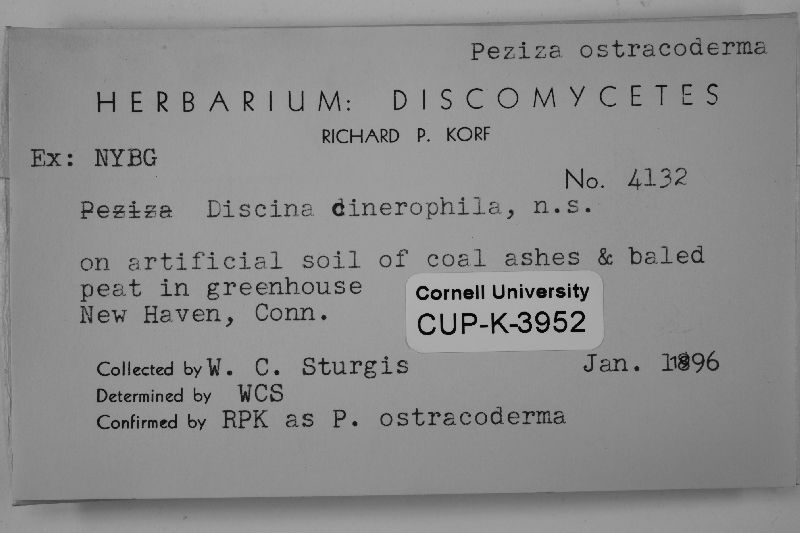 Peziza ostracoderma
HERBARIUM: DISCOMYCETES
RICHARD P. KORF
Ex: NYBG
No. 4132
Peziza Discina cinerophila, n.s.
on artificial soil of coal ashes & baled
peat in greenhouse
New Haven, Conn.
Cornell University
CUP-K-3952
Collected by W. C. Sturgis Jan. 1896
Determined by WCS
Confirmed by RPK as P. ostracoderma